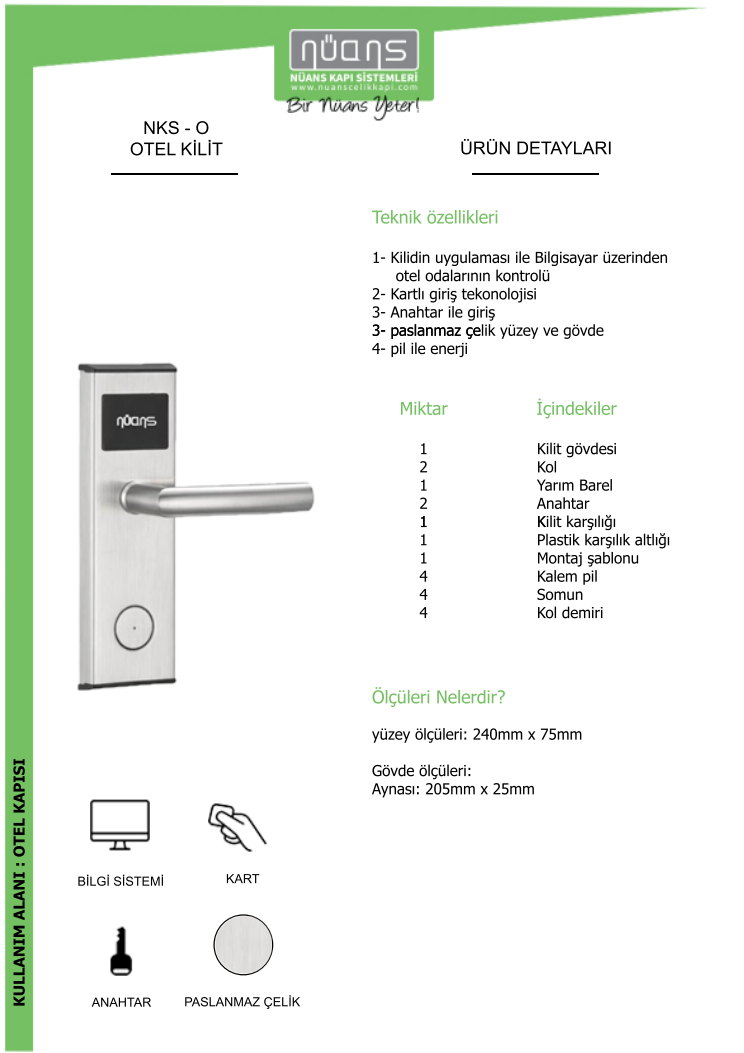 nüans
NÜANS KAPI SİSTEMLERİ
www.nuanscelikkapi.com
Bir Nüans Yeter!
NKS - O
OTEL KİLİT
ÜRÜN DETAYLARI
Teknik özellikleri
1- Kilidin uygulaması ile Bilgisayar üzerinden
otel odalarının kontrolü
2- Kartlı giriş tekonolojisi
3- Anahtar ile giriş
3- paslanmaz çelik yüzey ve gövde
4- pil ile enerji
Miktar İçindekiler
1 Kilit gövdesi
2 Kol
1 Yarım Barel
2 Anahtar
1 Kilit karşılığı
1 Plastik karşılık altlığı
1 Montaj şablonu
4 Kalem pil
4 Somun
4 Kol demiri
nüans
Ölçüleri Nelerdir?
yüzey ölçüleri: 240mm x 75mm
Gövde ölçüleri:
Aynası: 205mm x 25mm
BİLGİ SİSTEMİ
KART
ANAHTAR
PASLANMAZ ÇELİK
KULLANIM ALANI : OTEL KAPISI